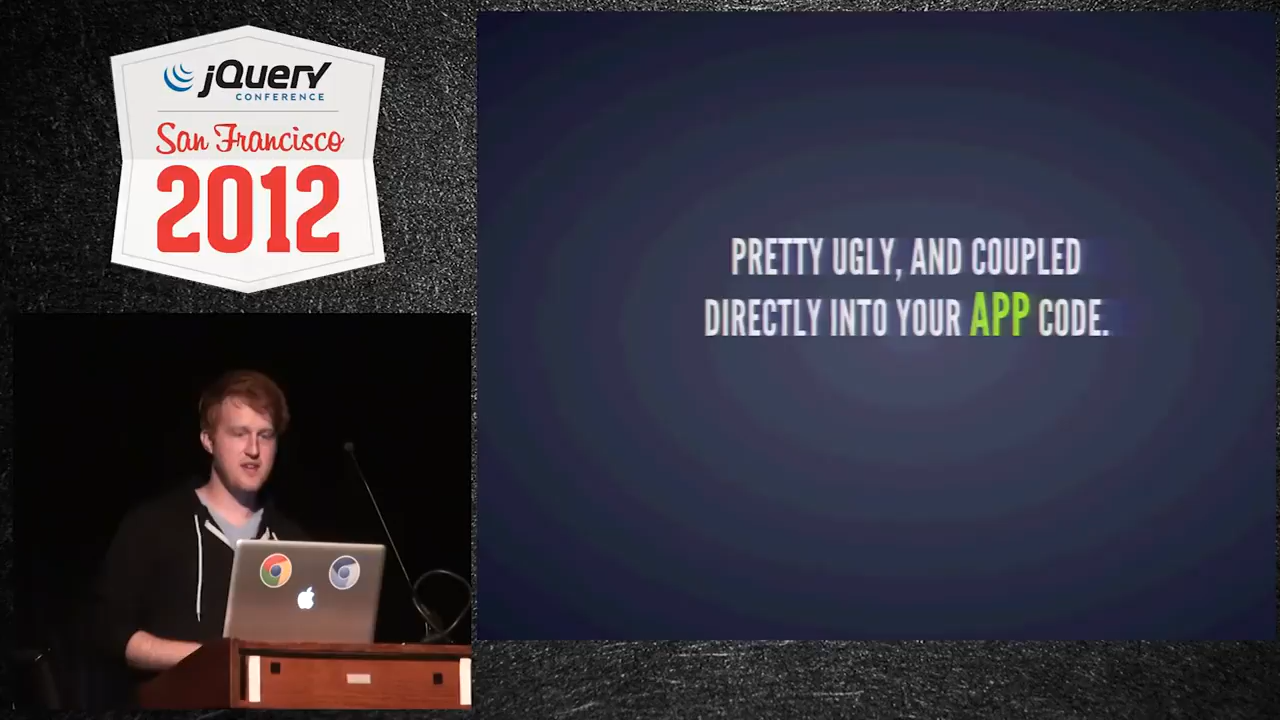 jQuery
CONFERENCE
San Francisco
2012
PRETTY UGLY, AND COUPLED
DIRECTLY INTO YOUR APP CODE.